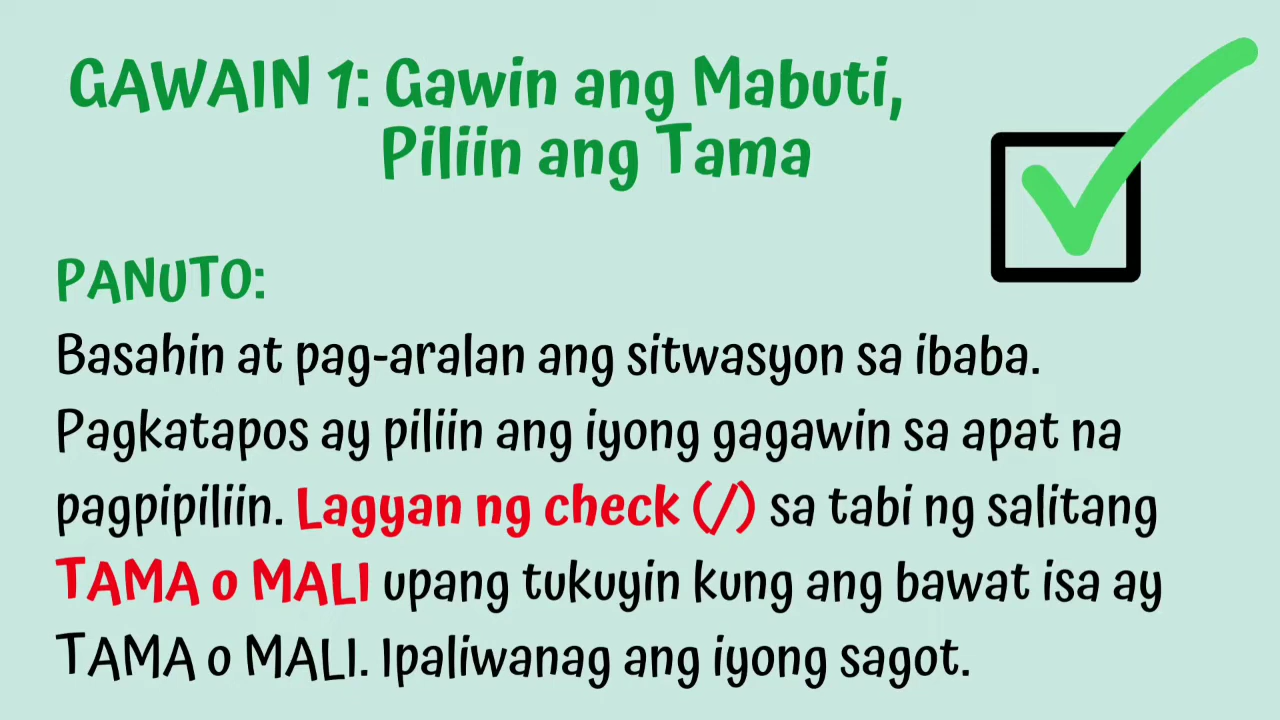 GAWAIN 1: Gawin ang Mabuti,
Piliin ang Tama
PANUTO:
Basahin at pag-aralan ang sitwasyon sa ibaba.
Pagkatapos ay piliin ang iyong gagawin sa apat na
pagpipiliin. Lagyan ng check (/) sa tabi ng salitang
TAMA o MALI upang tukuyin kung ang bawat isa ay
TAMA o MALI. Ipaliwanag ang iyong sagot.